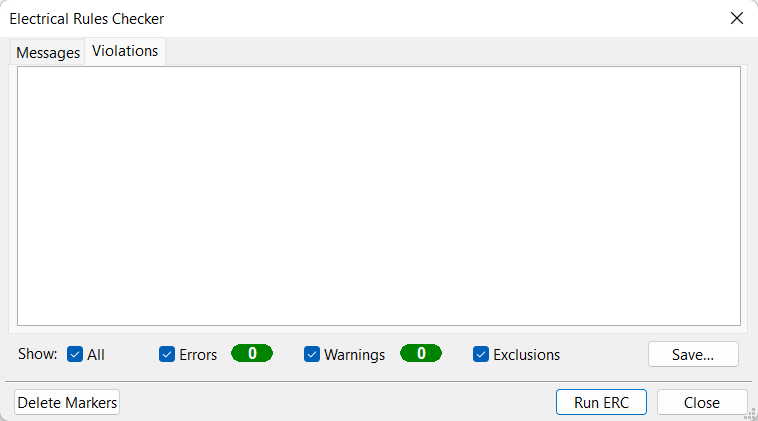 Electrical Rules Checker
Messages Violations
Show: All Errors 0 Warnings 0 Exclusions Save...
Delete Markers Run ERC Close